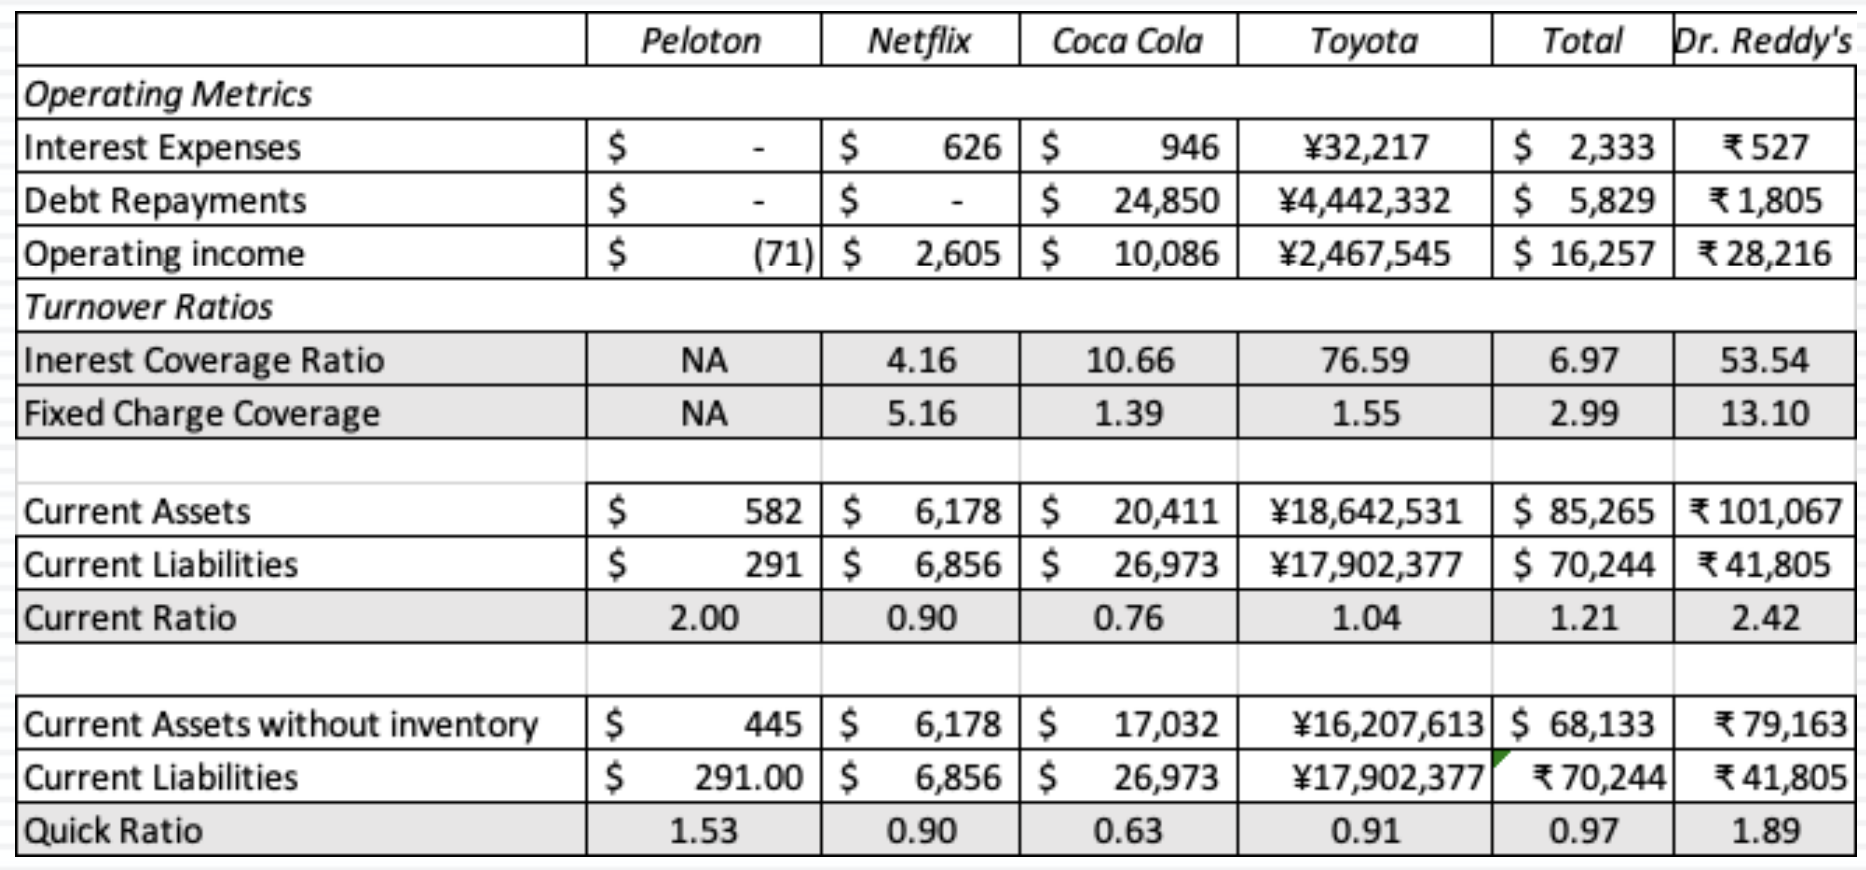 Peloton Netflix Coca Cola Toyota Total Dr. Reddy's
Operating Metrics
Interest Expenses $ - $ 626 $ 946 ¥32,217 $ 2,333 ₹ 527
Debt Repayments $ - $ - $ 24,850 ¥4,442,332 $ 5,829 ₹ 1,805
Operating income $ (71) $ 2,605 $ 10,086 ¥2,467,545 $ 16,257 ₹ 28,216
Turnover Ratios
Inerest Coverage Ratio NA 4.16 10.66 76.59 6.97 53.54
Fixed Charge Coverage NA 5.16 1.39 1.55 2.99 13.10
Current Assets $ 582 $ 6,178 $ 20,411 ¥18,642,531 $ 85,265 ₹ 101,067
Current Liabilities $ 291 $ 6,856 $ 26,973 ¥17,902,377 $ 70,244 ₹ 41,805
Current Ratio 2.00 0.90 0.76 1.04 1.21 2.42
Current Assets without inventory $ 445 $ 6,178 $ 17,032 ¥16,207,613 $ 68,133 ₹ 79,163
Current Liabilities $ 291.00 $ 6,856 $ 26,973 ¥17,902,377 ₹ 70,244 ₹ 41,805
Quick Ratio 1.53 0.90 0.63 0.91 0.97 1.89